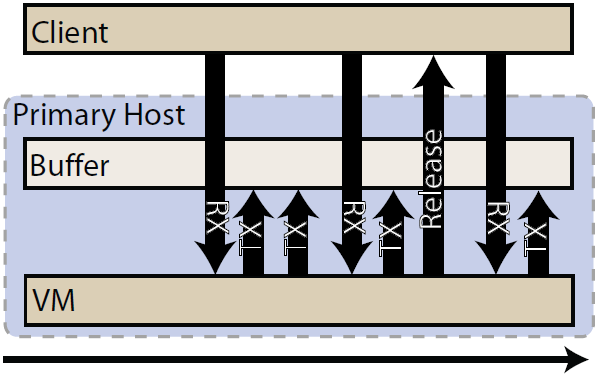 Client
Primary Host
Buffer
VM
RX
TX
TX
RX
TX
Release
RX
TX